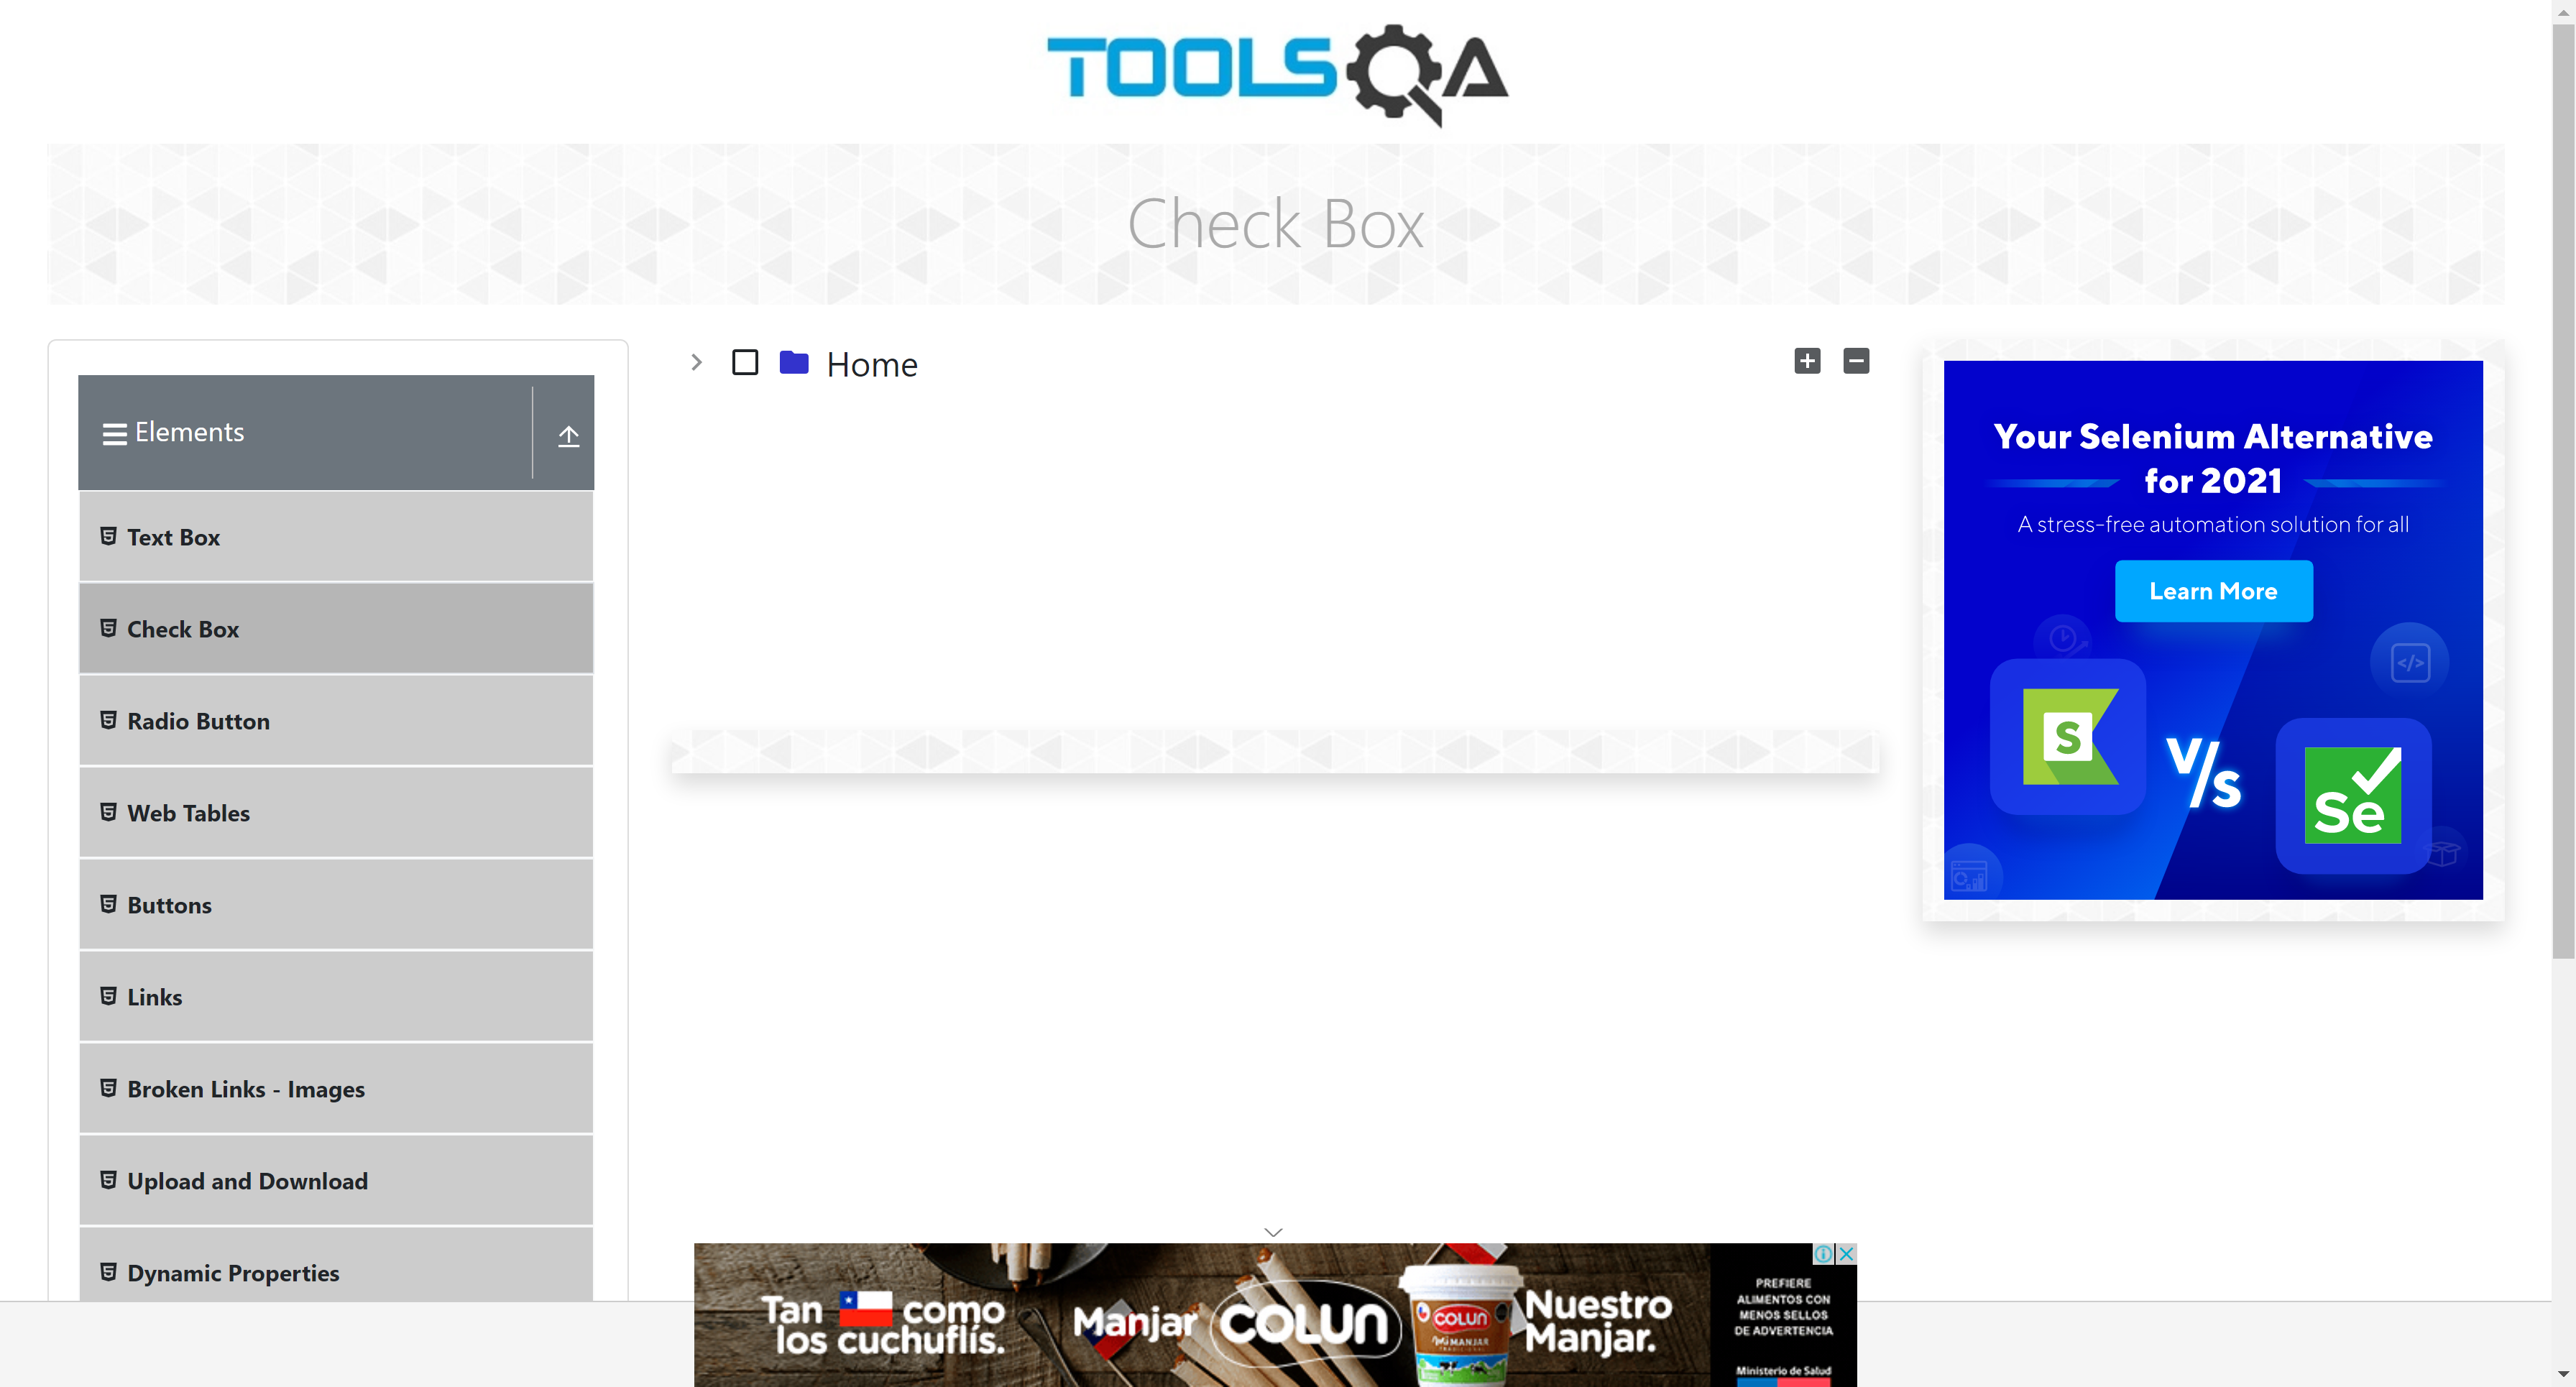 TOOLSQA
Check Box
Elements
Text Box
Check Box
Radio Button
Web Tables
Buttons
Links
Broken Links - Images
Upload and Download
Dynamic Properties
Home
Your Selenium Alternative
for 2021
A stress-free automation solution for all
Learn More
</>
S
V/s
Se
Tan como
los cuchuflís.
Manjar COLUN
COLUN
MI MANJAR
TRADICIONAL
Nuestro
Manjar.
PREFIERE
ALIMENTOS CON
MENOS SELLOS
DE ADVERTENCIA
Ministerio de Salud